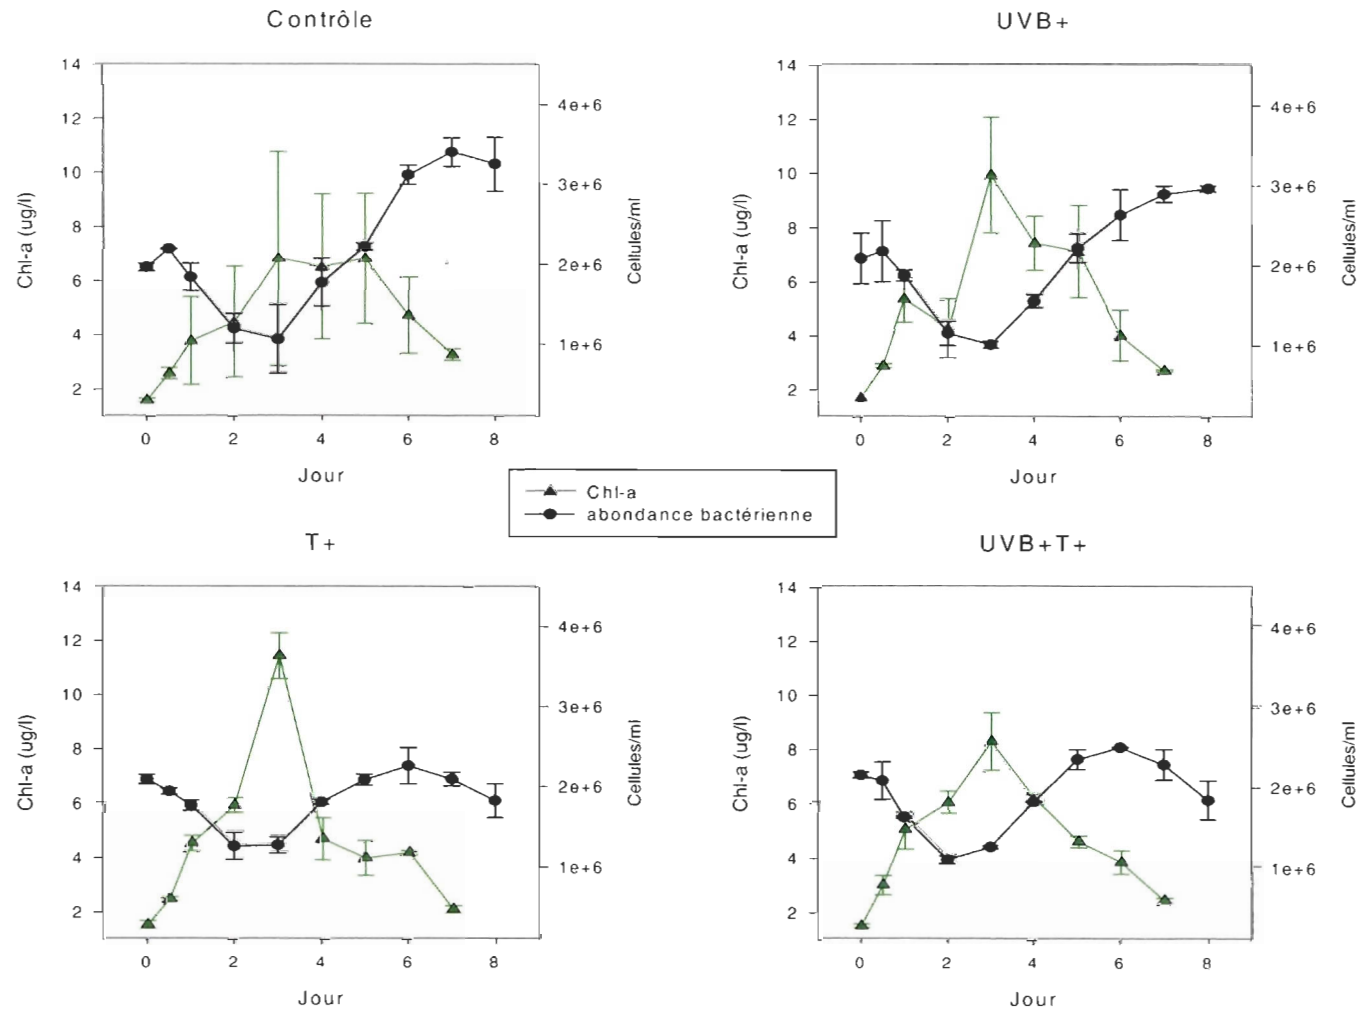 Contrôle
14
12
10
8
6
4
2
Chl-a (ug/l)
4e+6
3e+6
2e+6
1e+6
Cellules/ml
0 2 4 6 8
Jour
UVB+
14
12
10
8
6
4
2
Chl-a (ug/l)
4e+6
3e+6
2e+6
1e+6
Cellules/ml
0 2 4 6 8
Jour
Chl-a
abondance bactérienne
T+
14
12
10
8
6
4
2
Chl-a (ug/l)
4e+6
3e+6
2e+6
1e+6
Cellules/ml
0 2 4 6 8
Jour
UVB+T+
14
12
10
8
6
4
2
Chl-a (ug/l)
4e+6
3e+6
2e+6
1e+6
Cellules/ml
0 2 4 6 8
Jour